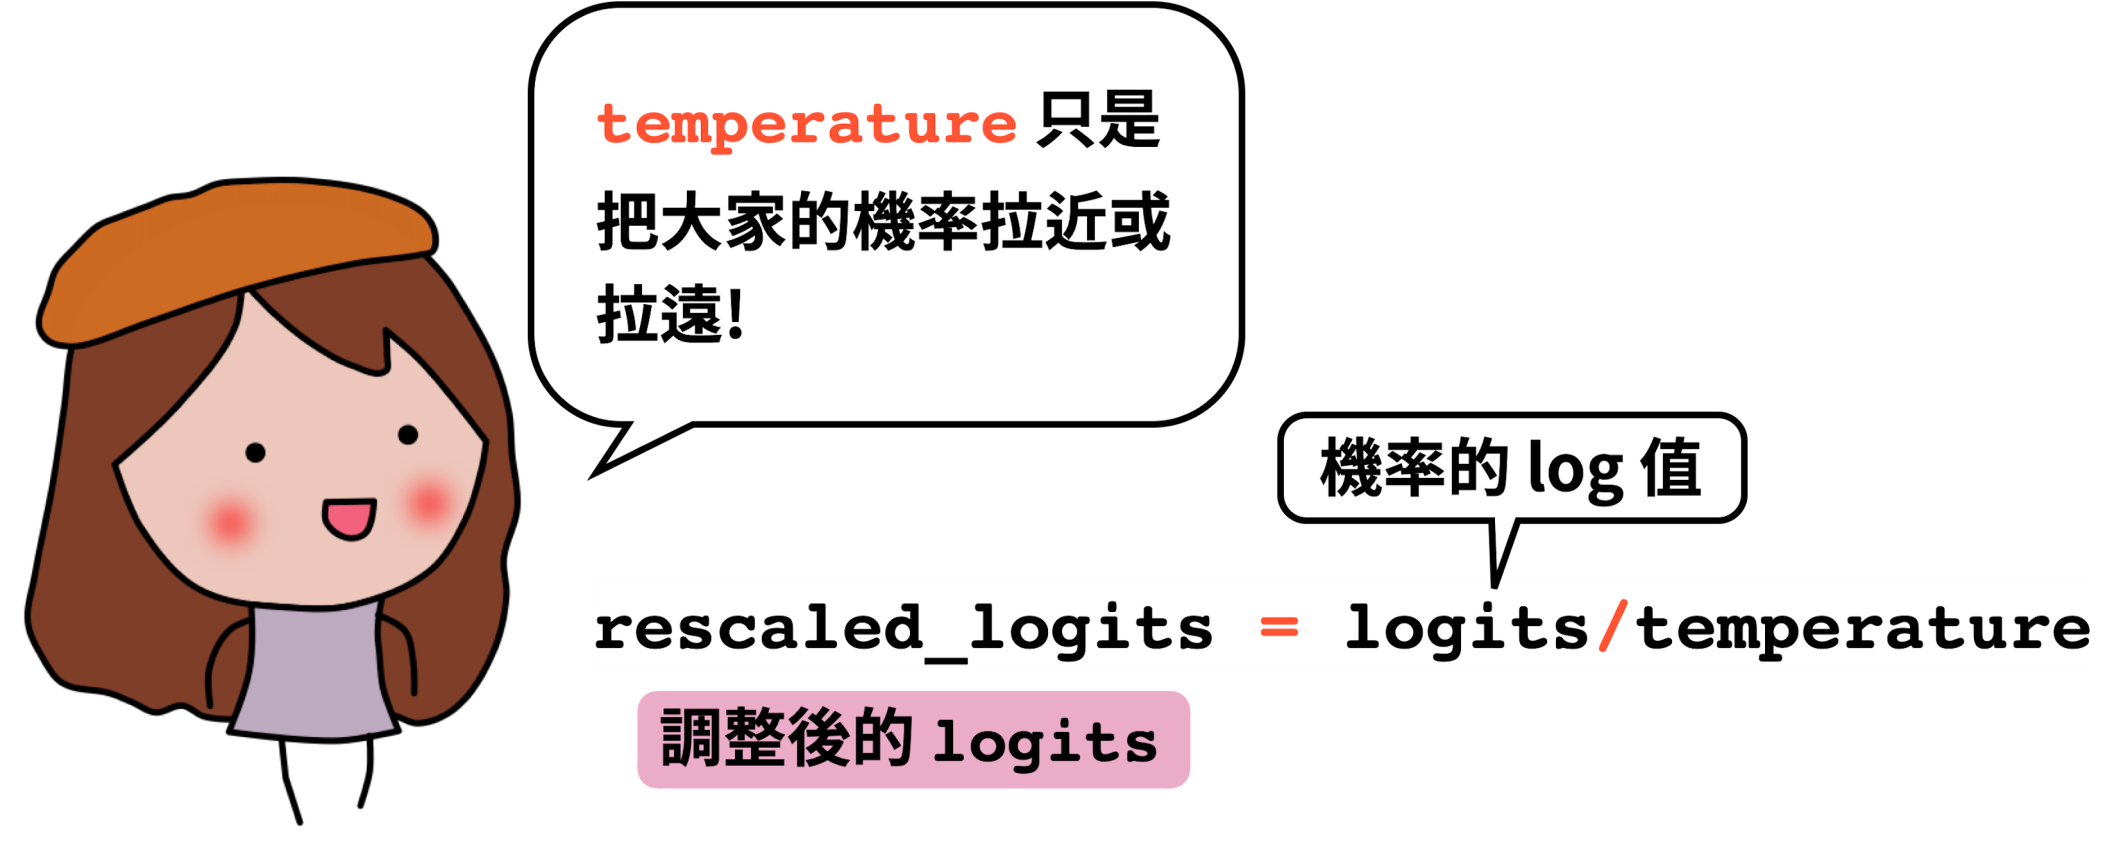 temperature 只是
把大家的機率拉近或
拉遠!
機率的 log 值
rescaled_logits = logits/temperature
調整後的 logits